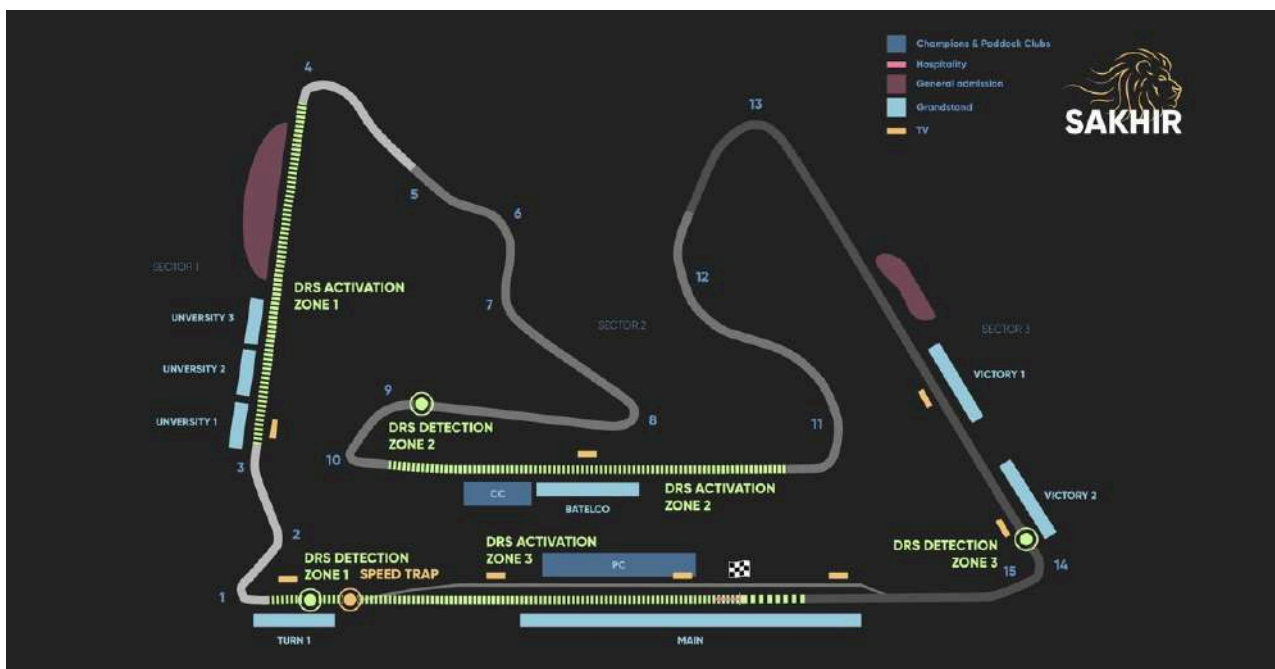 Champions & Paddock Clubs
Hospitality
General admission
Grandstand
TV
SAKHIR
4
13
5
6
SECTOR 1
12
DRS ACTIVATION
ZONE 1
7
UNVERSITY 3
SECTOR 2
SECTOR 3
UNVERSITY 2
VICTORY 1
9
UNVERSITY 1
8
11
DRS DETECTION
ZONE 2
10
3
CC
BATELCO
DRS ACTIVATION
ZONE 2
VICTORY 2
2
DRS DETECTION
ZONE 1
SPEED TRAP
DRS ACTIVATION
ZONE 3
PC
DRS DETECTION
ZONE 3
14
15
1
TURN 1
MAIN